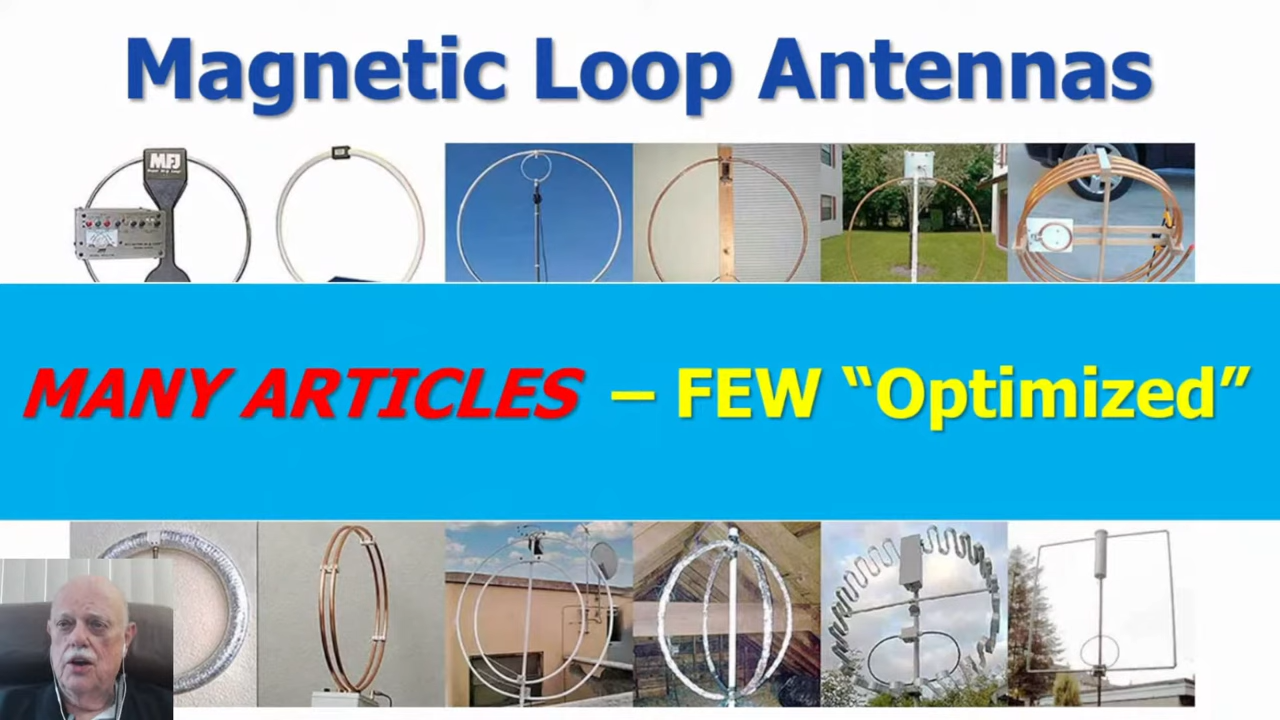 Magnetic Loop Antennas
MFJ
MANY ARTICLES – FEW “Optimized”